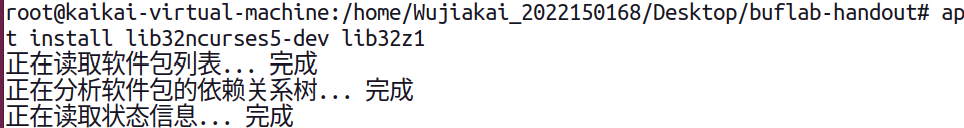 root@kaikai-virtual-machine:/home/Wujiakai_2022150168/Desktop/buflab-handout# ap
t install lib32ncurses5-dev lib32z1
正在读取软件包列表... 完成
正在分析软件包的依赖关系树... 完成
正在读取状态信息... 完成